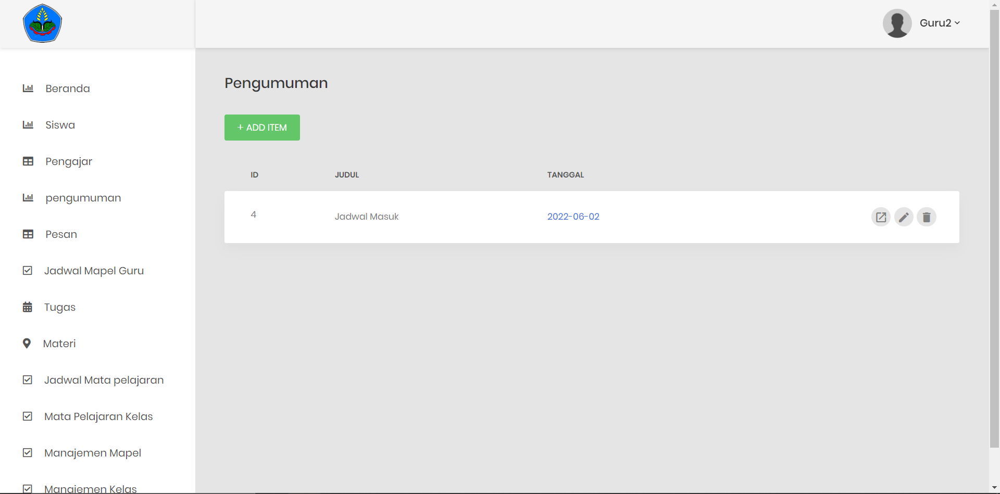 Guru2
Beranda
Siswa
Pengajar
pengumuman
Pesan
Jadwal Mapel Guru
Tugas
Materi
Jadwal Mata pelajaran
Mata Pelajaran Kelas
Manajemen Mapel
Manajemen Kelas
Pengumuman
+ ADD ITEM
ID JUDUL TANGGAL
4 Jadwal Masuk 2022-06-02